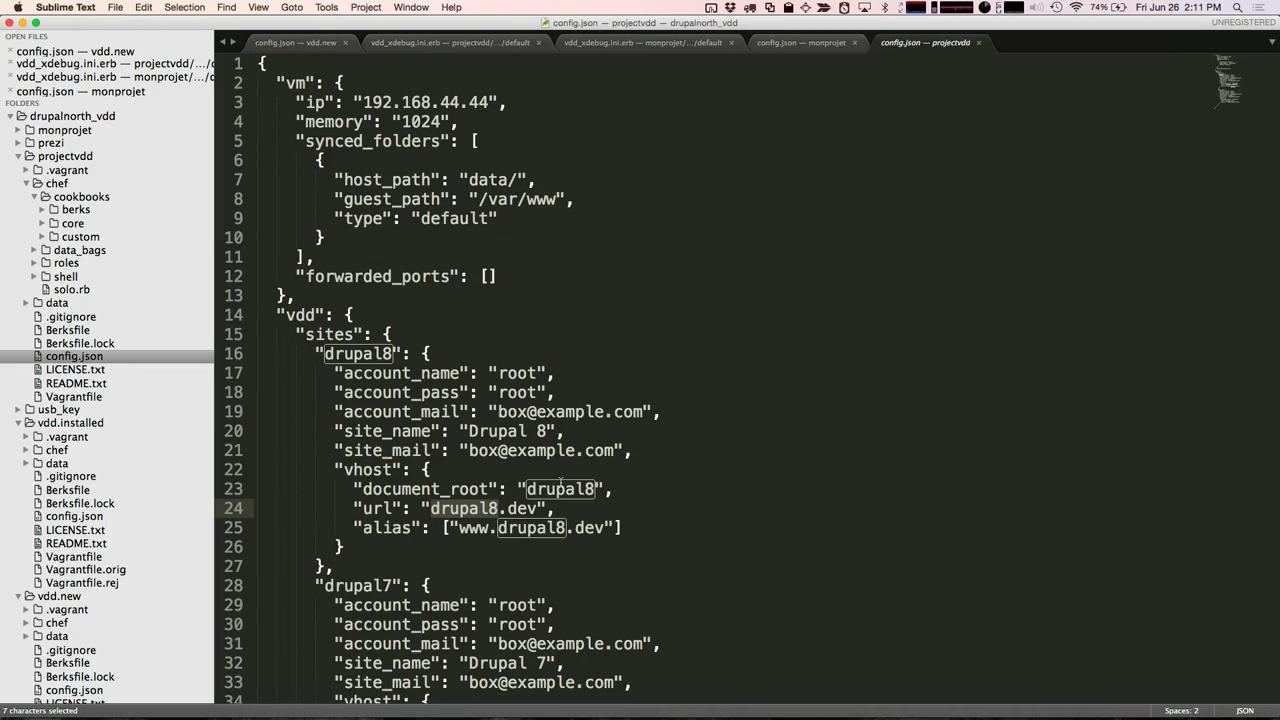 Sublime Text File Edit Selection Find View Goto Tools Project Window Help
74% Fri Jun 26 2:11 PM
config.json — projectvdd — drupalnorth_vdd
UNREGISTERED
OPEN FILES
config.json — vdd.new
vdd_xdebug.ini.erb — projectvdd/…/d
vdd_xdebug.ini.erb — monprojet/…/d
config.json — monprojet
FOLDERS
drupalnorth_vdd
monprojet
prezi
projectvdd
.vagrant
chef
cookbooks
berks
core
custom
data_bags
roles
shell
solo.rb
data
.gitignore
Berksfile
Berksfile.lock
config.json
LICENSE.txt
README.txt
Vagrantfile
usb_key
vdd.installed
.vagrant
chef
data
.gitignore
Berksfile
Berksfile.lock
config.json
LICENSE.txt
README.txt
Vagrantfile
Vagrantfile.orig
Vagrantfile.rej
vdd.new
.vagrant
chef
data
.gitignore
Berksfile
Berksfile.lock
config.json
LICENSE.txt
config.json — vdd.new
vdd_xdebug.ini.erb — projectvdd/…/default
vdd_xdebug.ini.erb — monprojet/…/default
config.json — monprojet
config.json — projectvdd
1 {
2 "vm": {
3 "ip": "192.168.44.44",
4 "memory": "1024",
5 "synced_folders": [
6 {
7 "host_path": "data/",
8 "guest_path": "/var/www",
9 "type": "default"
10 }
11 ],
12 "forwarded_ports": []
13 },
14 "vdd": {
15 "sites": {
16 "drupal8": {
17 "account_name": "root",
18 "account_pass": "root",
19 "account_mail": "box@example.com",
20 "site_name": "Drupal 8",
21 "site_mail": "box@example.com",
22 "vhost": {
23 "document_root": "drupal8",
24 "url": "drupal8.dev",
25 "alias": ["www.drupal8.dev"]
26 }
27 },
28 "drupal7": {
29 "account_name": "root",
30 "account_pass": "root",
31 "account_mail": "box@example.com",
32 "site_name": "Drupal 7",
33 "site_mail": "box@example.com",
34 "vhost": {
7 characters selected
Spaces: 2
JSON